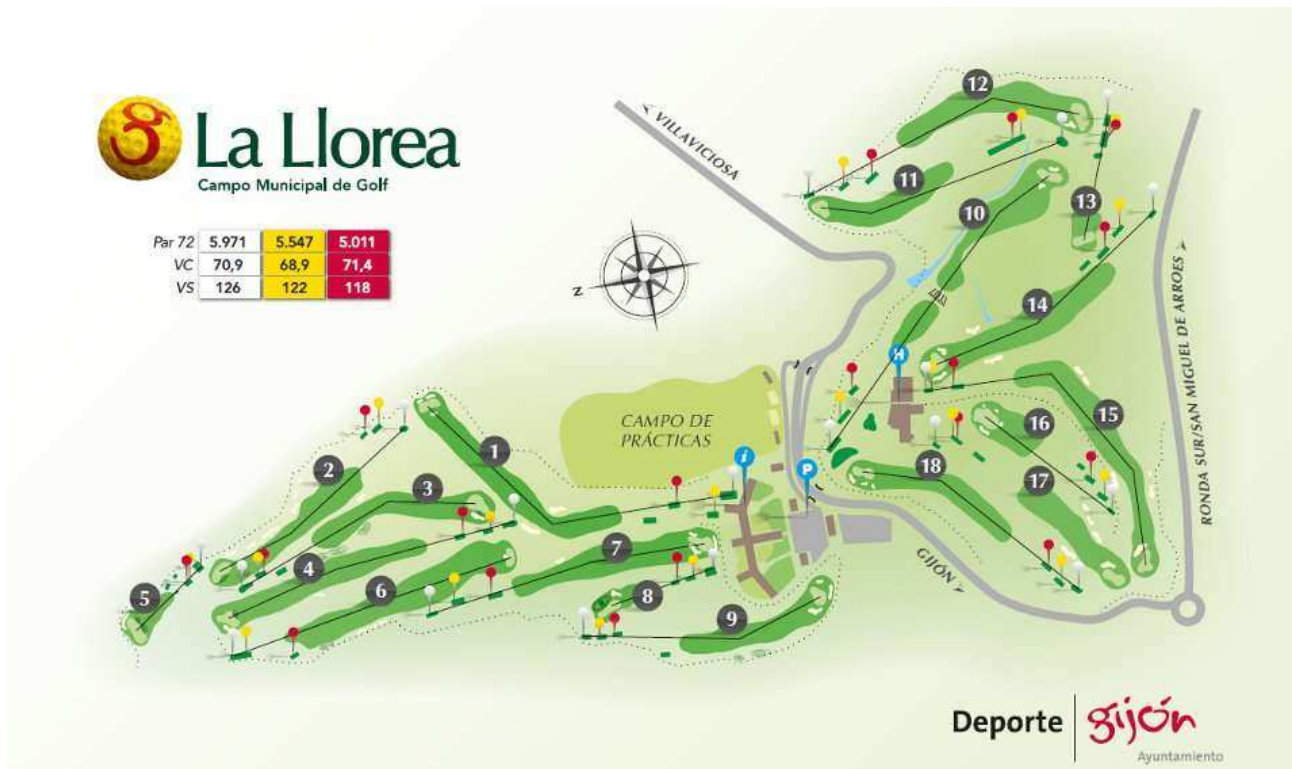 La Llorea
Campo Municipal de Golf
Par 72 5.971 5.547 5.011
VC 70,9 68,9 71,4
VS 126 122 118
VILLAVICIOSA
N
12
11
10
13
14
RONDA SUR/SAN MIGUEL DE ARROES
H
CAMPO DE
PRÁCTICAS
1
2
3
i
P
15
16
17
18
4
5
6
7
8
9
GIJÓN
Deporte
gijón
Ayuntamiento